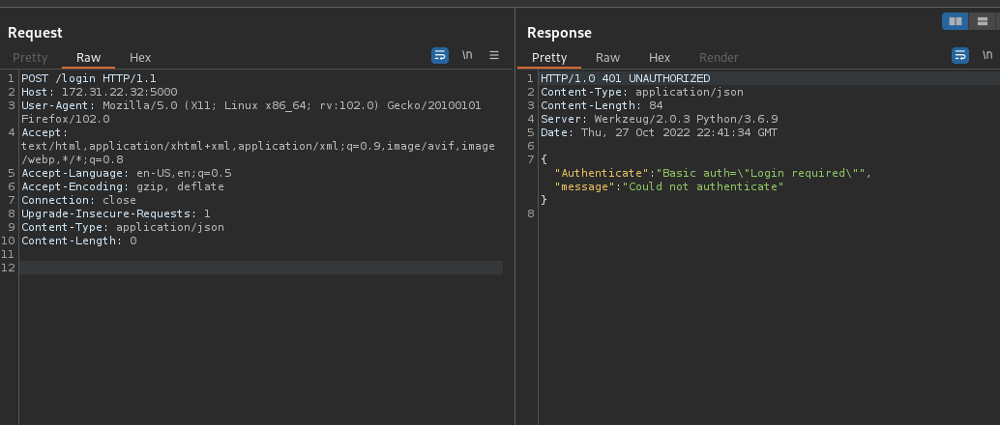 Request
Pretty Raw Hex
\n
1 POST /login HTTP/1.1
2 Host: 172.31.22.32:5000
3 User-Agent: Mozilla/5.0 (X11; Linux x86_64; rv:102.0) Gecko/20100101
Firefox/102.0
4 Accept:
text/html,application/xhtml+xml,application/xml;q=0.9,image/avif,image
/webp,*/*;q=0.8
5 Accept-Language: en-US,en;q=0.5
6 Accept-Encoding: gzip, deflate
7 Connection: close
8 Upgrade-Insecure-Requests: 1
9 Content-Type: application/json
10 Content-Length: 0
11
12
Response
Pretty Raw Hex Render
\n
1 HTTP/1.0 401 UNAUTHORIZED
2 Content-Type: application/json
3 Content-Length: 84
4 Server: Werkzeug/2.0.3 Python/3.6.9
5 Date: Thu, 27 Oct 2022 22:41:34 GMT
6
7 {
"Authenticate":"Basic auth=\"Login required\"",
"message":"Could not authenticate"
}
8